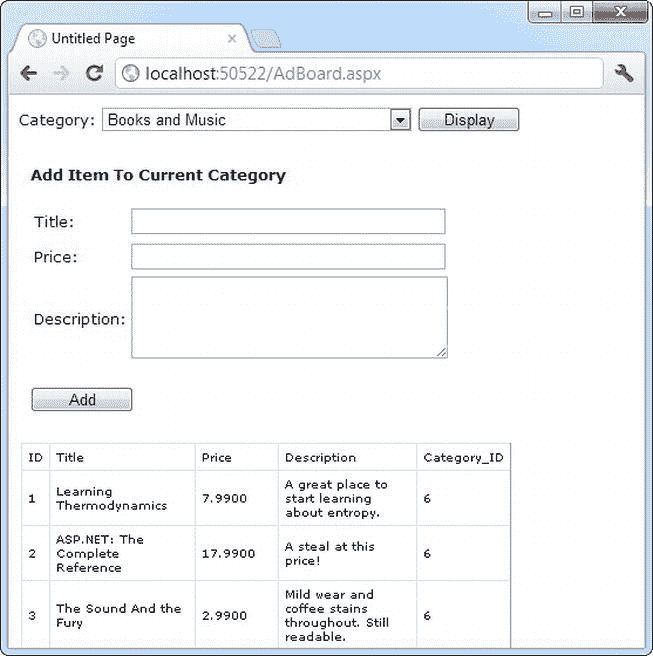 Untitled Page
localhost:50522/AdBoard.aspx
Category: Books and Music Display
Add Item To Current Category
Title:
Price:
Description:
Add
ID Title Price Description Category_ID
1 Learning Thermodynamics 7.9900 A great place to start learning about entropy. 6
2 ASP.NET: The Complete Reference 17.9900 A steal at this price! 6
3 The Sound And the Fury 2.9900 Mild wear and coffee stains throughout. Still readable. 6